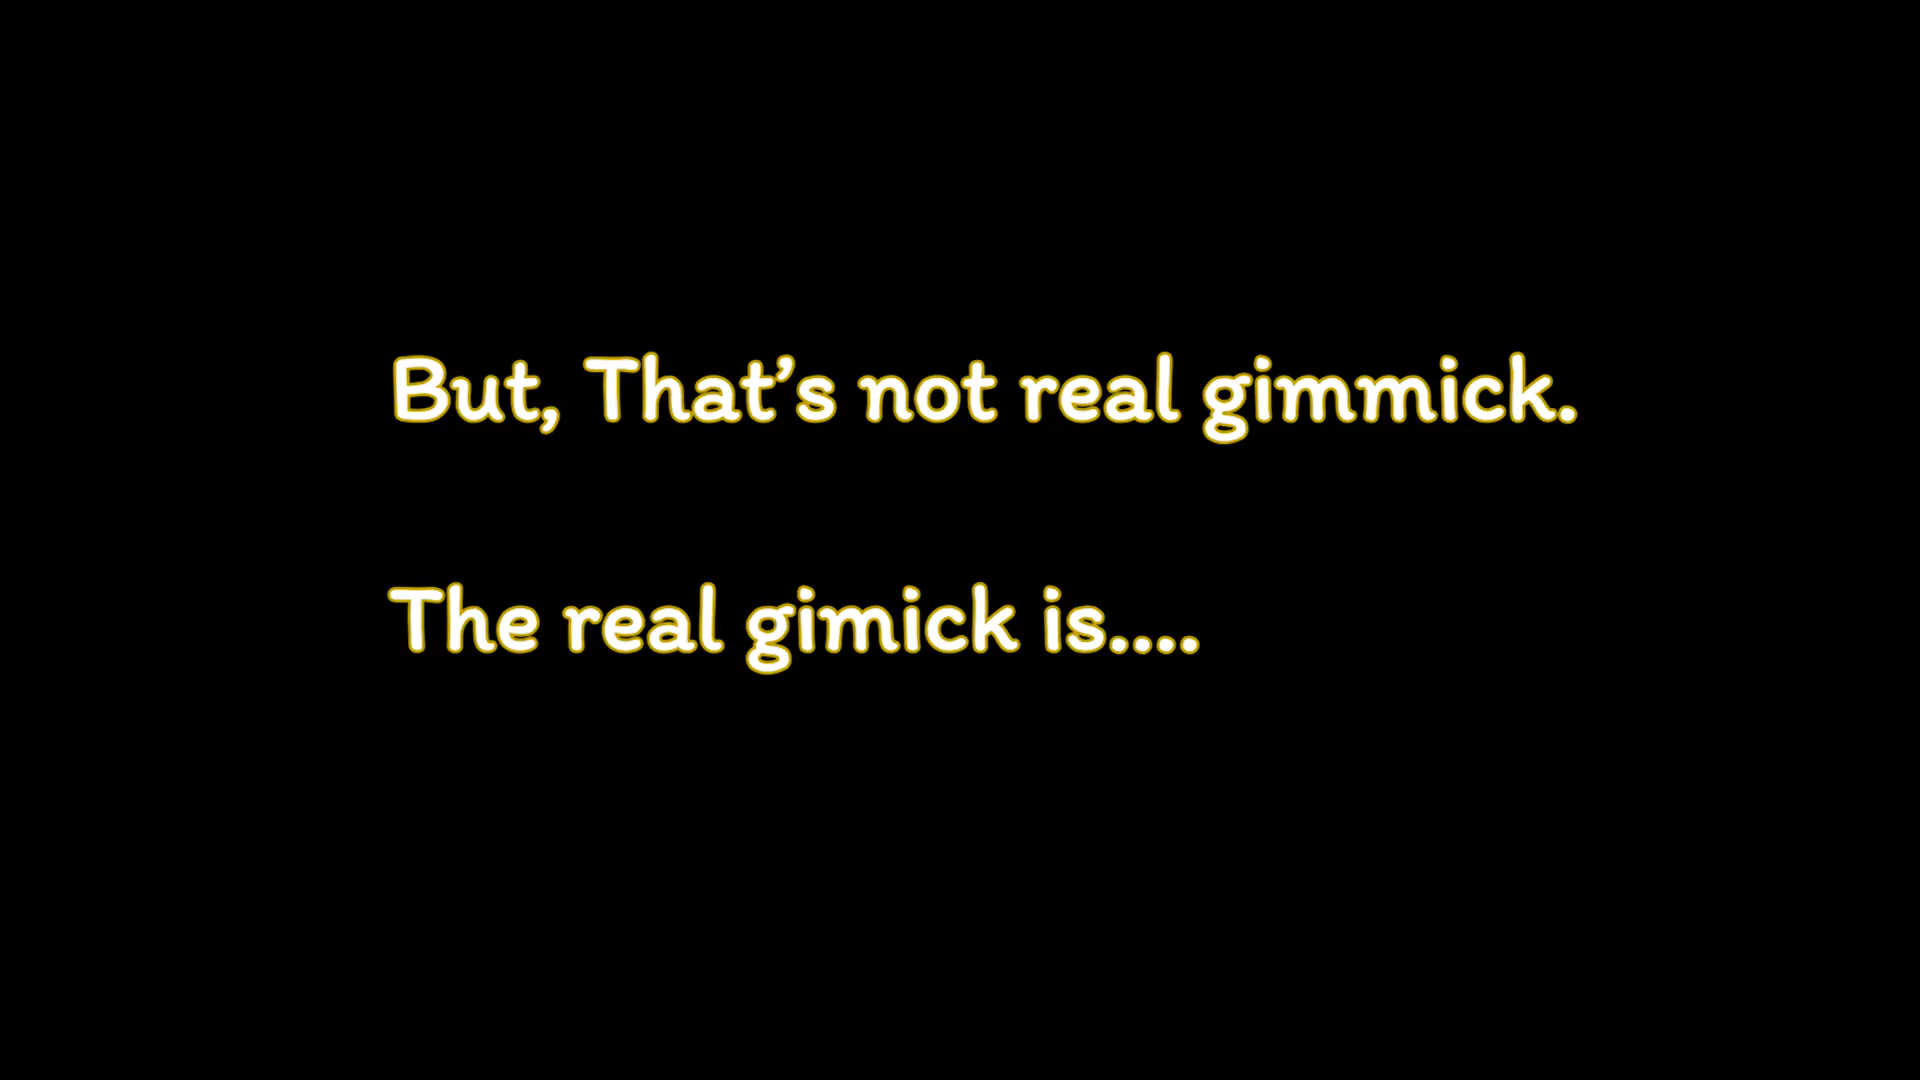 But, That’s not real gimmick.
The real gimick is....